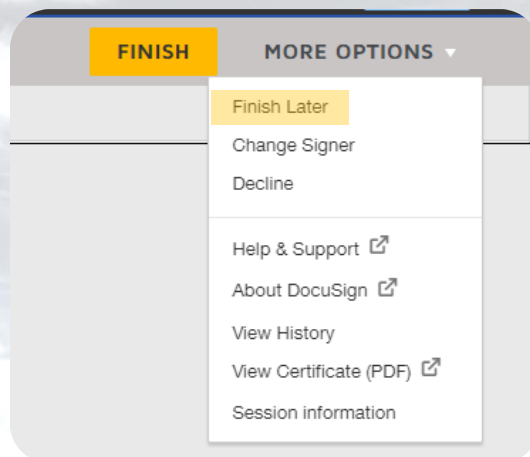 FINISH MORE OPTIONS
Finish Later
Change Signer
Decline
Help & Support
About DocuSign
View History
View Certificate (PDF)
Session information